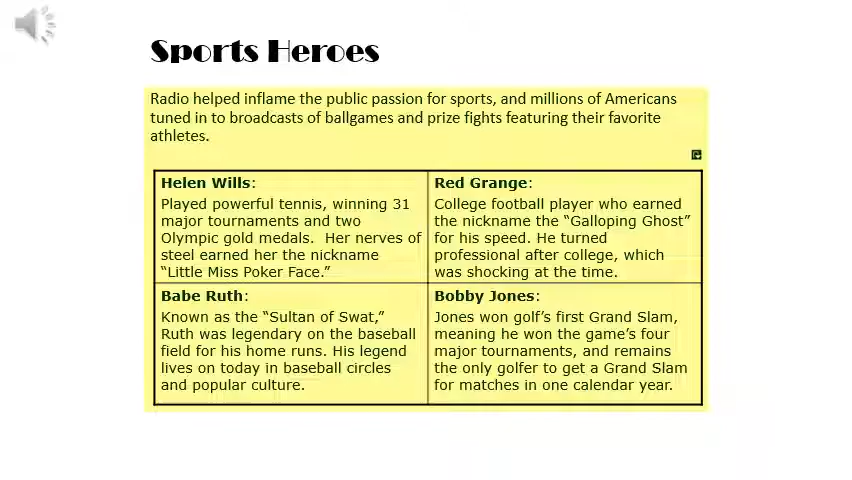 Sports Heroes
Radio helped inflame the public passion for sports, and millions of Americans
tuned in to broadcasts of ballgames and prize fights featuring their favorite
athletes.
Helen Wills:
Played powerful tennis, winning 31
major tournaments and two
Olympic gold medals.  Her nerves of
steel earned her the nickname
“Little Miss Poker Face.”
Red Grange:
College football player who earned
the nickname the “Galloping Ghost”
for his speed. He turned
professional after college, which
was shocking at the time.
Babe Ruth:
Known as the “Sultan of Swat,”
Ruth was legendary on the baseball
field for his home runs. His legend
lives on today in baseball circles
and popular culture.
Bobby Jones:
Jones won golf’s first Grand Slam,
meaning he won the game’s four
major tournaments, and remains
the only golfer to get a Grand Slam
for matches in one calendar year.